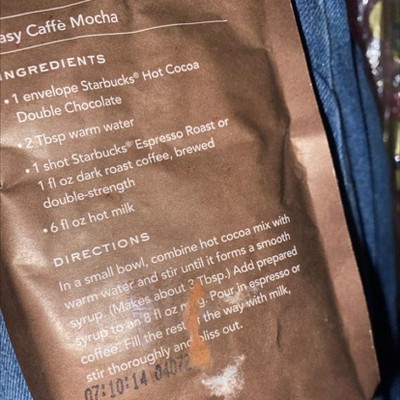 asy Caffè Mocha
INGREDIENTS
• 1 envelope Starbucks® Hot Cocoa
Double Chocolate
• 2 Tbsp warm water
• 1 shot Starbucks® Espresso Roast or
1 fl oz dark roast coffee, brewed
double-strength
• 6 fl oz hot milk
DIRECTIONS
In a small bowl, combine hot cocoa mix with
warm water and stir until it forms a smooth
syrup. (Makes about 3 Tbsp.) Add prepared
syrup to an 8 fl oz Pour in espresso or
coffee. Fill the rest the way with milk,
stir thoroughly and bliss out.
07:10:14 0407